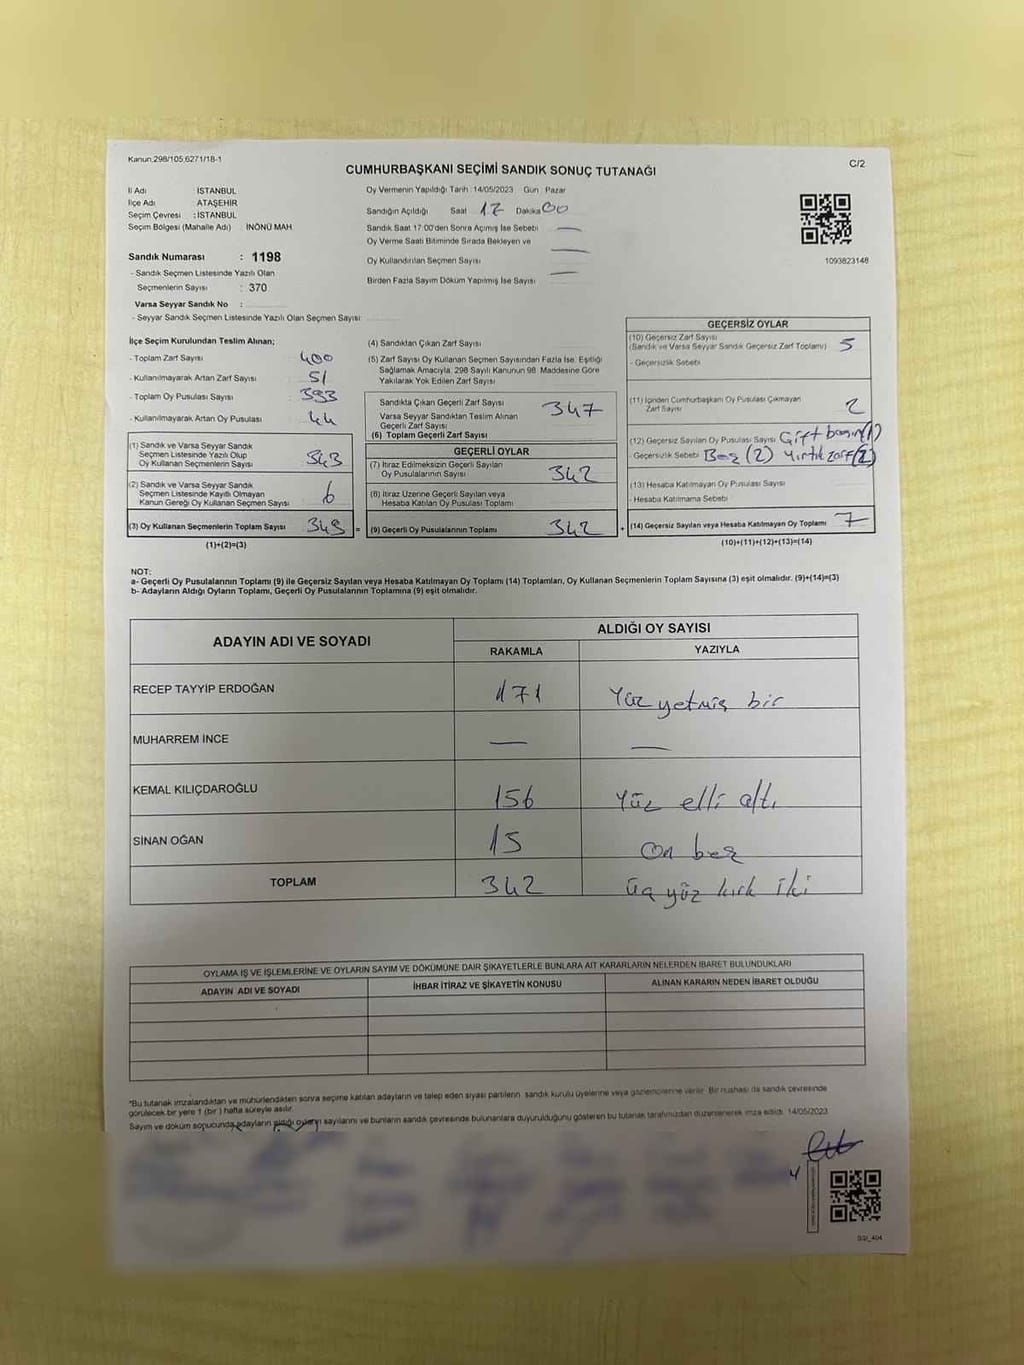 Kanun:298/105,6271/18-1
C/2
CUMHURBAŞKANI SEÇİMİ SANDIK SONUÇ TUTANAĞI
İl Adı : İSTANBUL
İlçe Adı : ATAŞEHİR
Seçim Çevresi : İSTANBUL
Seçim Bölgesi (Mahalle Adı) : İNÖNÜ MAH.
Sandık Numarası : 1198
- Sandık Seçmen Listesinde Yazılı Olan
Seçmenlerin Sayısı : 370
Varsa Seyyar Sandık No :
- Seyyar Sandık Seçmen Listesinde Yazılı Olan Seçmen Sayısı:
Oy Vermenin Yapıldığı Tarih :14/05/2023 Gün : Pazar
Sandığın Açıldığı Saat 17 Dakika 00
Sandık Saat 17:00'den Sonra Açımış İse Sebebi —
Oy Verme Saati Bitiminde Sırada Bekleyen ve
Oy Kullandırılan Seçmen Sayısı —
Birden Fazla Sayım Döküm Yapılmış İse Sayısı —
1093823148
İlçe Seçim Kurulundan Teslim Alınan;
- Toplam Zarf Sayısı 400
- Kullanılmayarak Artan Zarf Sayısı 51
- Toplam Oy Pusulası Sayısı 393
- Kullanılmayarak Artan Oy Pusulası 44
(1) Sandık ve Varsa Seyyar Sandık
Seçmen Listesinde Yazılı Olup
Oy Kullanan Seçmenlerin Sayısı 343
(2) Sandık ve Varsa Seyyar Sandık
Seçmen Listesinde Kayıtlı Olmayan
Kanun Gereği Oy Kullanan Seçmen Sayısı 6
(3) Oy Kullanan Seçmenlerin Toplam Sayısı 349 =
(1)+(2)=(3)
(4) Sandıktan Çıkan Zarf Sayısı
(5) Zarf Sayısı Oy Kullanan Seçmen Sayısından Fazla İse, Eşitliği
Sağlamak Amacıyla, 298 Sayılı Kanunun 98. Maddesine Göre
Yakılarak Yok Edilen Zarf Sayısı
Sandıkta Çıkan Geçerli Zarf Sayısı 347
Varsa Seyyar Sandıktan Teslim Alınan
Geçerli Zarf Sayısı
(6) Toplam Geçerli Zarf Sayısı
GEÇERLİ OYLAR
(7) İtiraz Edilmeksizin Geçerli Sayılan
Oy Pusulalarının Sayısı 342
(8) İtiraz Üzerine Geçerli Sayılan veya
Hesaba Katılan Oy Pusulası Toplamı
(9) Geçerli Oy Pusulalarının Toplamı 342 +
GEÇERSİZ OYLAR
(10) Geçersiz Zarf Sayısı
(Sandık ve Varsa Seyyar Sandık Geçersiz Zarf Toplamı) 5
- Geçersizlik Sebebi
(11) İçinden Cumhurbaşkanı Oy Pusulası Çıkmayan
Zarf Sayısı 2
(12) Geçersiz Sayılan Oy Pusulası Sayısı Çift basım(1)
- Geçersizlik Sebebi Boş (2) Yırtık zarf(2)
(13) Hesaba Katılmayan Oy Pusulası Sayısı
- Hesaba Katılmama Sebebi
(14) Geçersiz Sayılan veya Hesaba Katılmayan Oy Toplamı 7
(10)+(11)+(12)+(13)=(14)
NOT:
a- Geçerli Oy Pusulalarının Toplamı (9) ile Geçersiz Sayılan veya Hesaba Katılmayan Oy Toplamı (14) Toplamları, Oy Kullanan Seçmenlerin Toplam Sayısına (3) eşit olmalıdır. (9)+(14)=(3)
b- Adayların Aldığı Oyların Toplamı, Geçerli Oy Pusulalarının Toplamına (9) eşit olmalıdır.
ADAYIN ADI VE SOYADI
ALDIĞI OY SAYISI
RAKAMLA YAZIYLA
RECEP TAYYİP ERDOĞAN 171 Yüz yetmiş bir
MUHARREM İNCE — —
KEMAL KILIÇDAROĞLU 156 Yüz elli altı
SİNAN OĞAN 15 On beş
TOPLAM 342 üç yüz kırk iki
OYLAMA İŞ VE İŞLEMLERİNE VE OYLARIN SAYIM VE DÖKÜMÜNE DAİR ŞİKAYETLERLE BUNLARA AİT KARARLARIN NELERDEN İBARET BULUNDUKLARI
ADAYIN ADI VE SOYADI İHBAR İTİRAZ VE ŞİKAYETİN KONUSU ALINAN KARARIN NEDEN İBARET OLDUĞU
*Bu tutanak imzalandıktan ve mühürlendikten sonra seçime katılan adayların ve talep eden siyasi partilerin sandık kurulu üyelerine veya gözlemcilerine verilir. Bir nüshası da sandık çevresinde
görülecek bir yere 1 (bir ) hafta süreyle asılır.
Sayım ve döküm sonucunda adayların aldığı oyların sayılarını ve bunların sandık çevresinde bulunanlara duyurulduğunu gösteren bu tutanak tarafımızdan düzenlenerek imza edildi. 14/05/2023